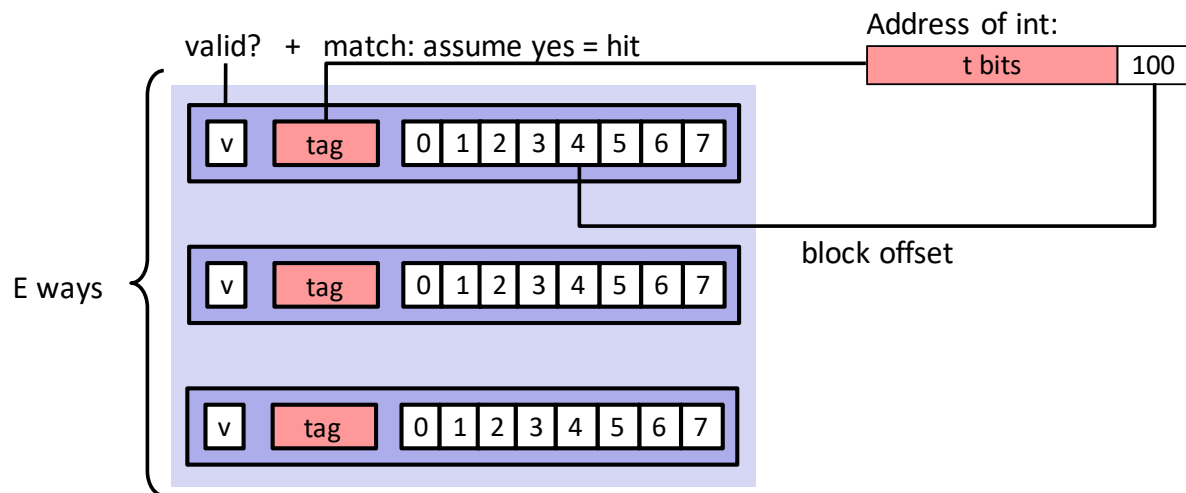 Address of int:
valid? + match: assume yes = hit
t bits 100
v tag 0 1 2 3 4 5 6 7
block offset
v tag 0 1 2 3 4 5 6 7
E ways
v tag 0 1 2 3 4 5 6 7